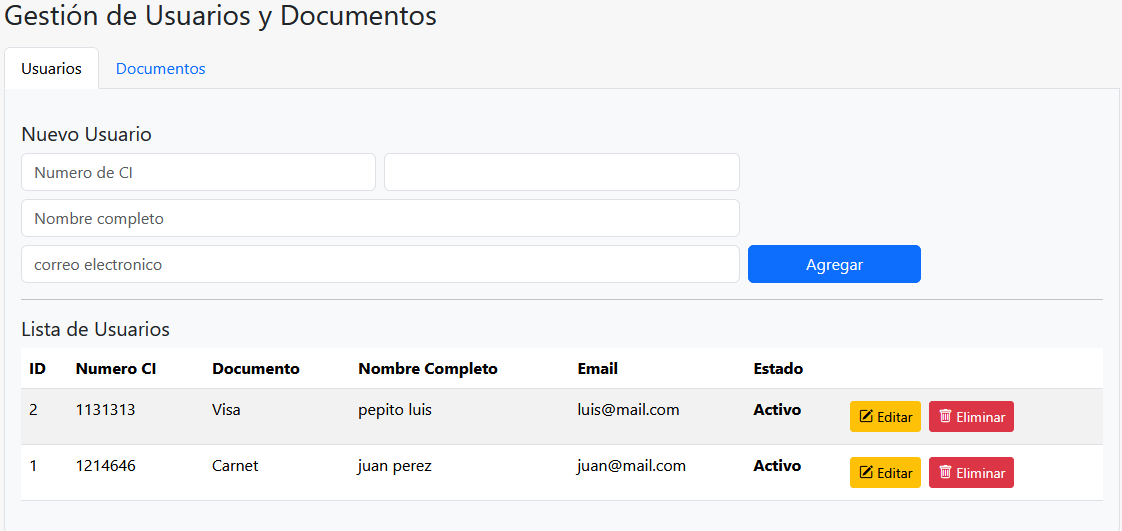 Gestión de Usuarios y Documentos
Usuarios Documentos
Nuevo Usuario
Numero de CI
Nombre completo
correo electronico Agregar
Lista de Usuarios
ID Numero CI Documento Nombre Completo Email Estado
2 1131313 Visa pepito luis luis@mail.com Activo Editar Eliminar
1 1214646 Carnet juan perez juan@mail.com Activo Editar Eliminar